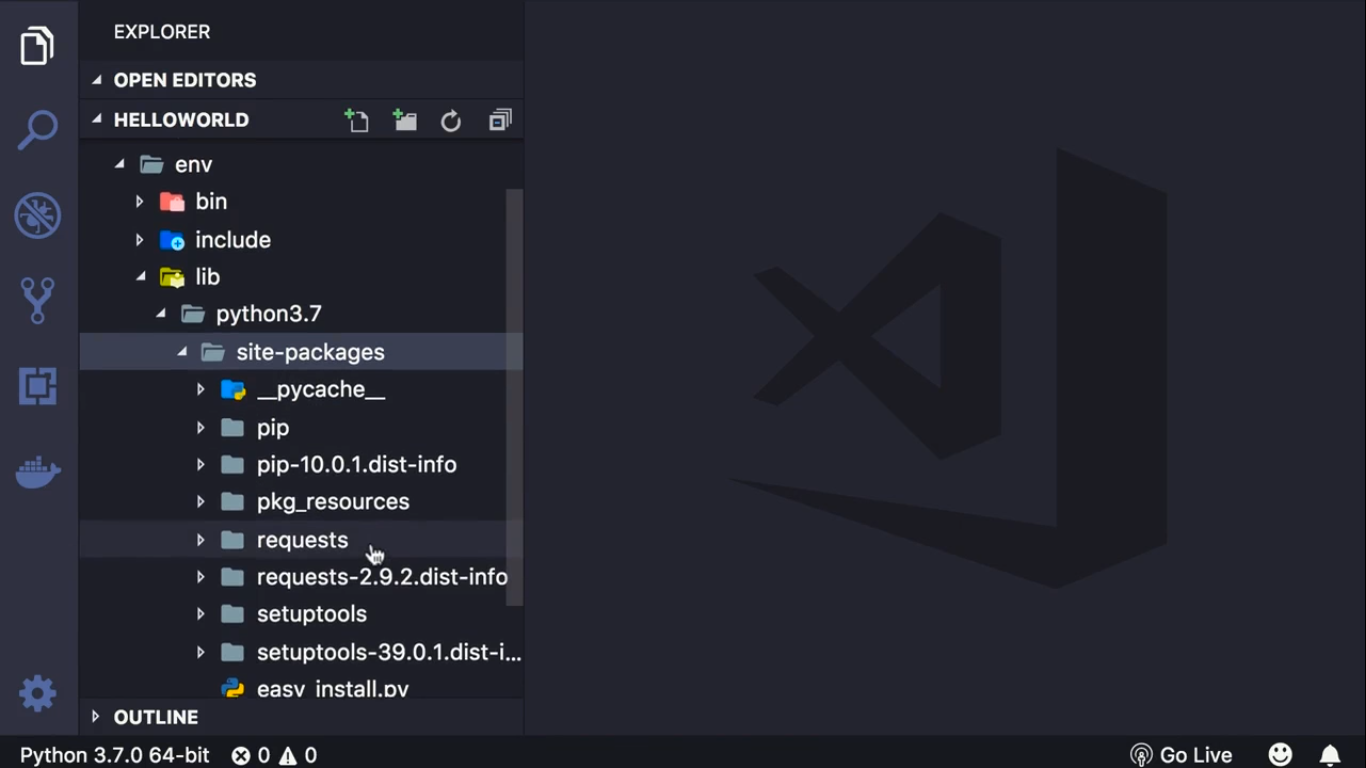 EXPLORER
OPEN EDITORS
HELLOWORLD
env
bin
include
lib
python3.7
site-packages
__pycache__
pip
pip-10.0.1.dist-info
pkg_resources
requests
requests-2.9.2.dist-info
setuptools
setuptools-39.0.1.dist-i...
easy_install.py
OUTLINE
Python 3.7.0 64-bit 0 0 Go Live